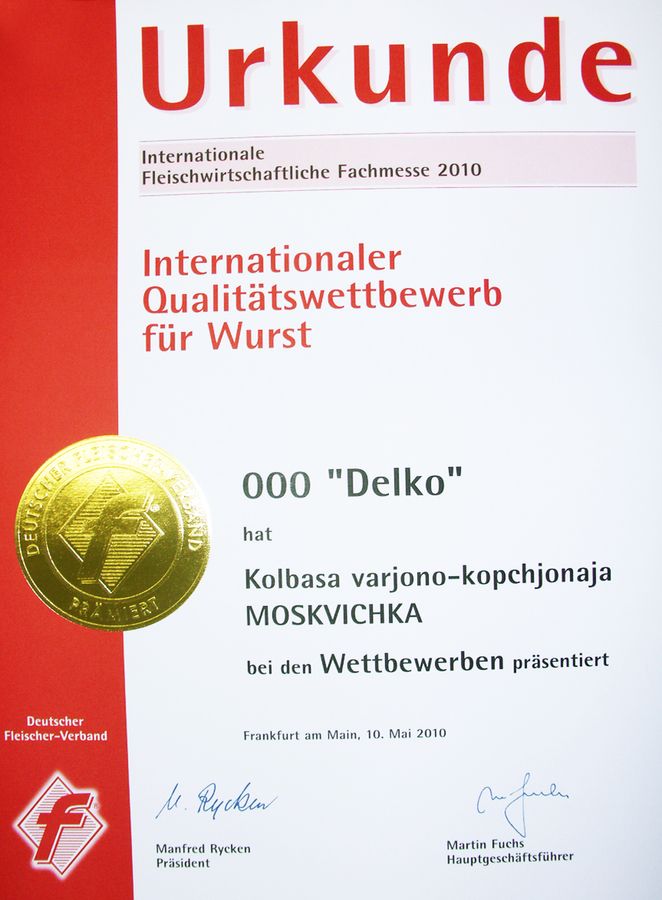 Urkunde
Internationale
Fleischwirtschaftliche Fachmesse 2010
Internationaler
Qualitätswettbewerb
für Wurst
OOO "Delko"
hat
Kolbasa varjono-kopchjonaja
MOSKVICHKA
bei den Wettbewerben präsentiert
DEUTSCHER FLEISCHER-VERBAND
PRÄMIERT
Frankfurt am Main, 10. Mai 2010
Deutscher
Fleischer-Verband
f
M. Rycken
Manfred Rycken
Präsident
Martin Fuchs
Hauptgeschäftsführer